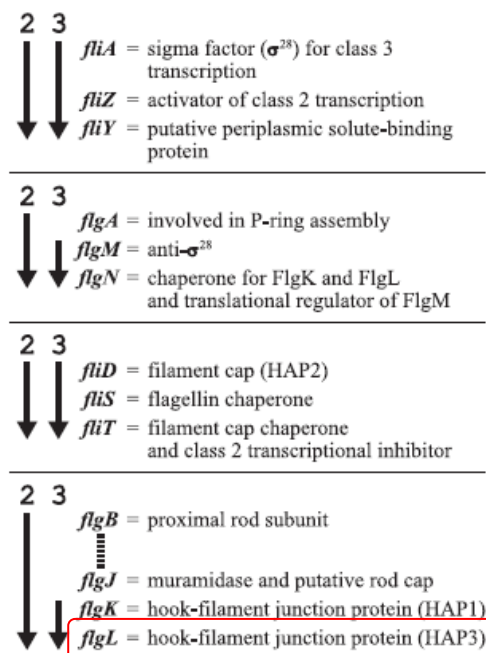 2 3
fliA = sigma factor (σ²⁸) for class 3
transcription
fliZ = activator of class 2 transcription
fliY = putative periplasmic solute-binding
protein
2 3
flgA = involved in P-ring assembly
flgM = anti-σ²⁸
flgN = chaperone for FlgK and FlgL
and translational regulator of FlgM
2 3
fliD = filament cap (HAP2)
fliS = flagellin chaperone
fliT = filament cap chaperone
and class 2 transcriptional inhibitor
2 3
flgB = proximal rod subunit
flgJ = muramidase and putative rod cap
flgK = hook-filament junction protein (HAP1)
flgL = hook-filament junction protein (HAP3)